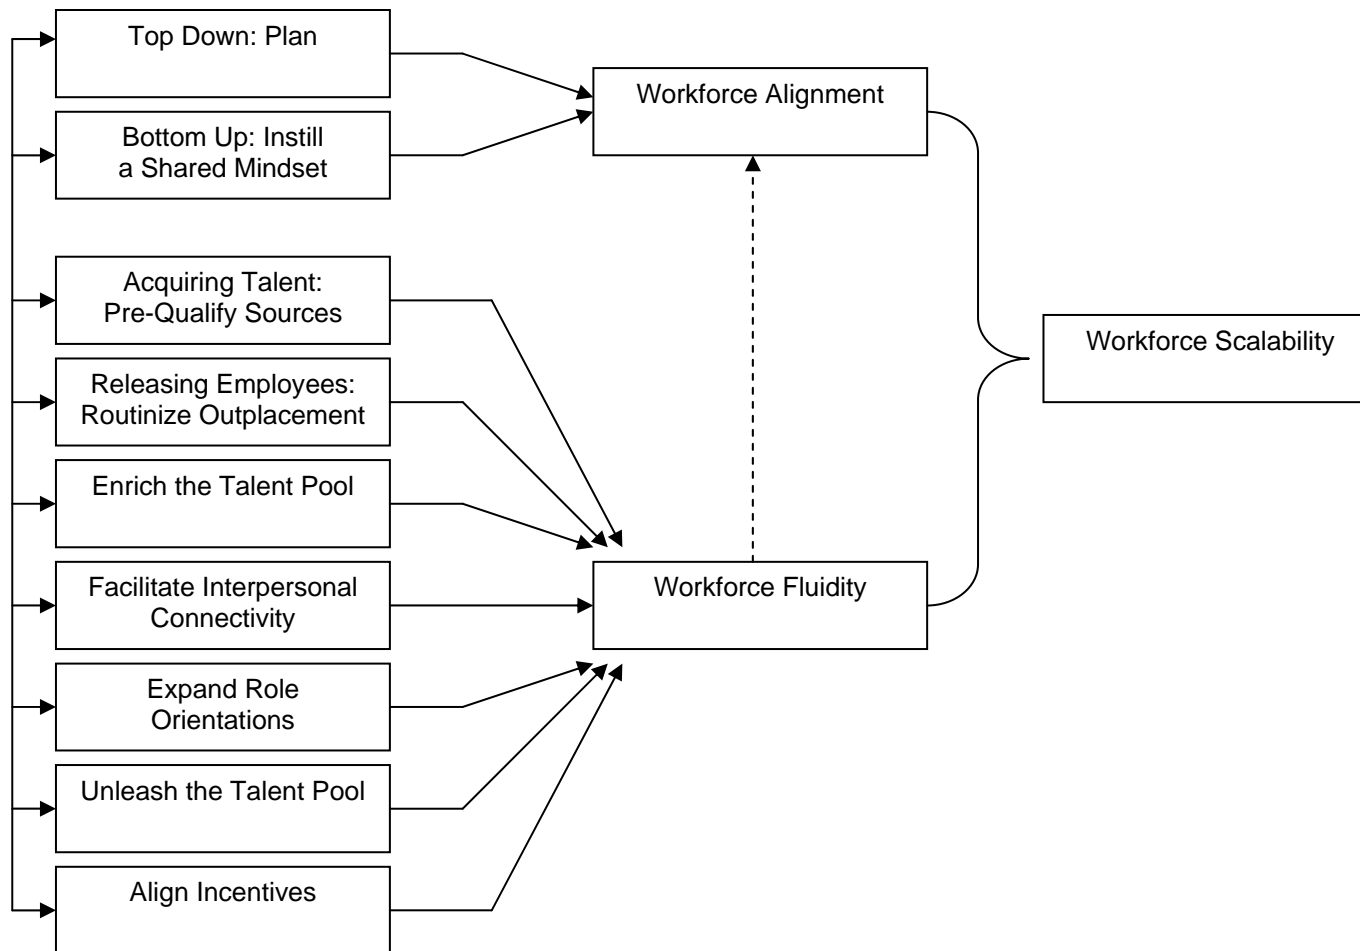 Top Down: Plan
Bottom Up: Instill
a Shared Mindset
Workforce Alignment
Acquiring Talent:
Pre-Qualify Sources
Releasing Employees:
Routinize Outplacement
Enrich the Talent Pool
Facilitate Interpersonal
Connectivity
Expand Role
Orientations
Unleash the Talent Pool
Align Incentives
Workforce Fluidity
Workforce Scalability